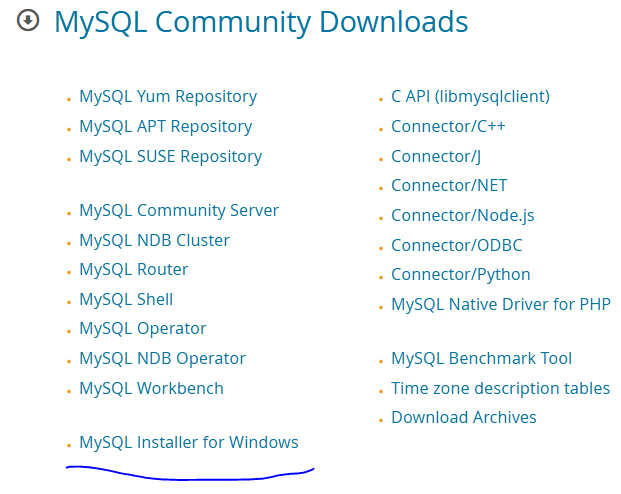 MySQL Community Downloads
MySQL Yum Repository
MySQL APT Repository
MySQL SUSE Repository
MySQL Community Server
MySQL NDB Cluster
MySQL Router
MySQL Shell
MySQL Operator
MySQL NDB Operator
MySQL Workbench
MySQL Installer for Windows
C API (libmysqlclient)
Connector/C++
Connector/J
Connector/NET
Connector/Node.js
Connector/ODBC
Connector/Python
MySQL Native Driver for PHP
MySQL Benchmark Tool
Time zone description tables
Download Archives